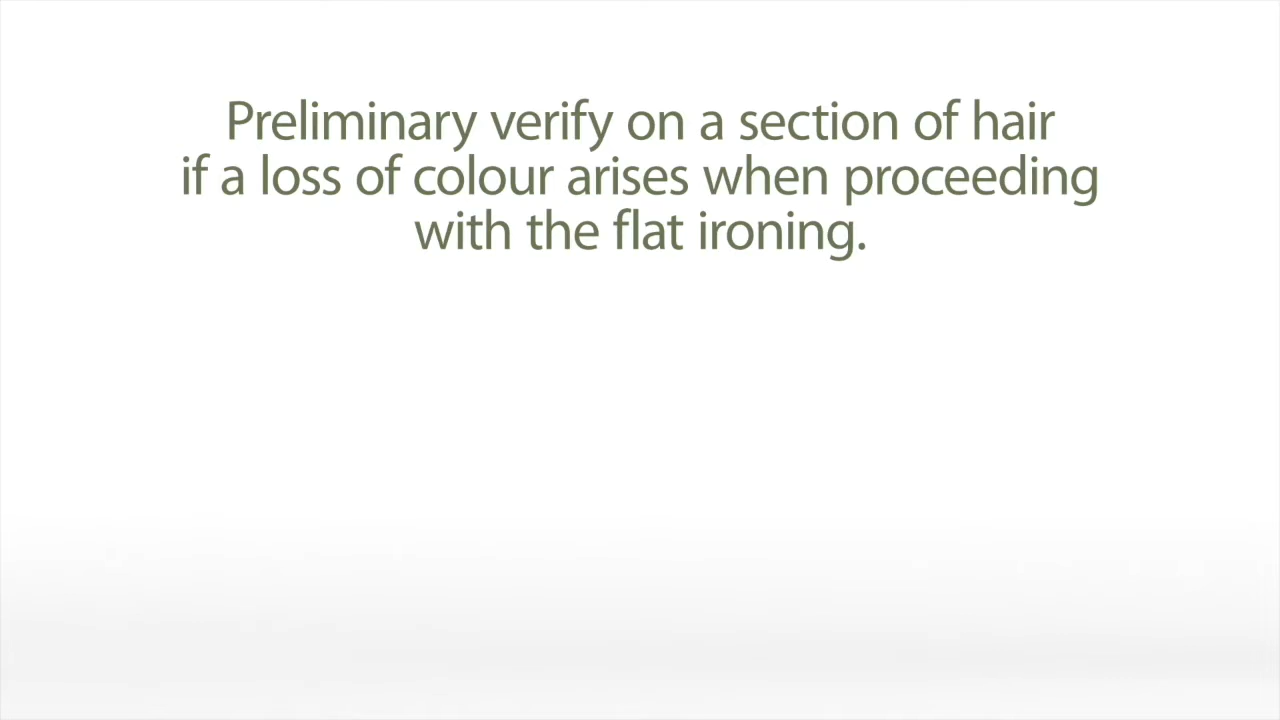 Preliminary verify on a section of hair
if a loss of colour arises when proceeding
with the flat ironing.